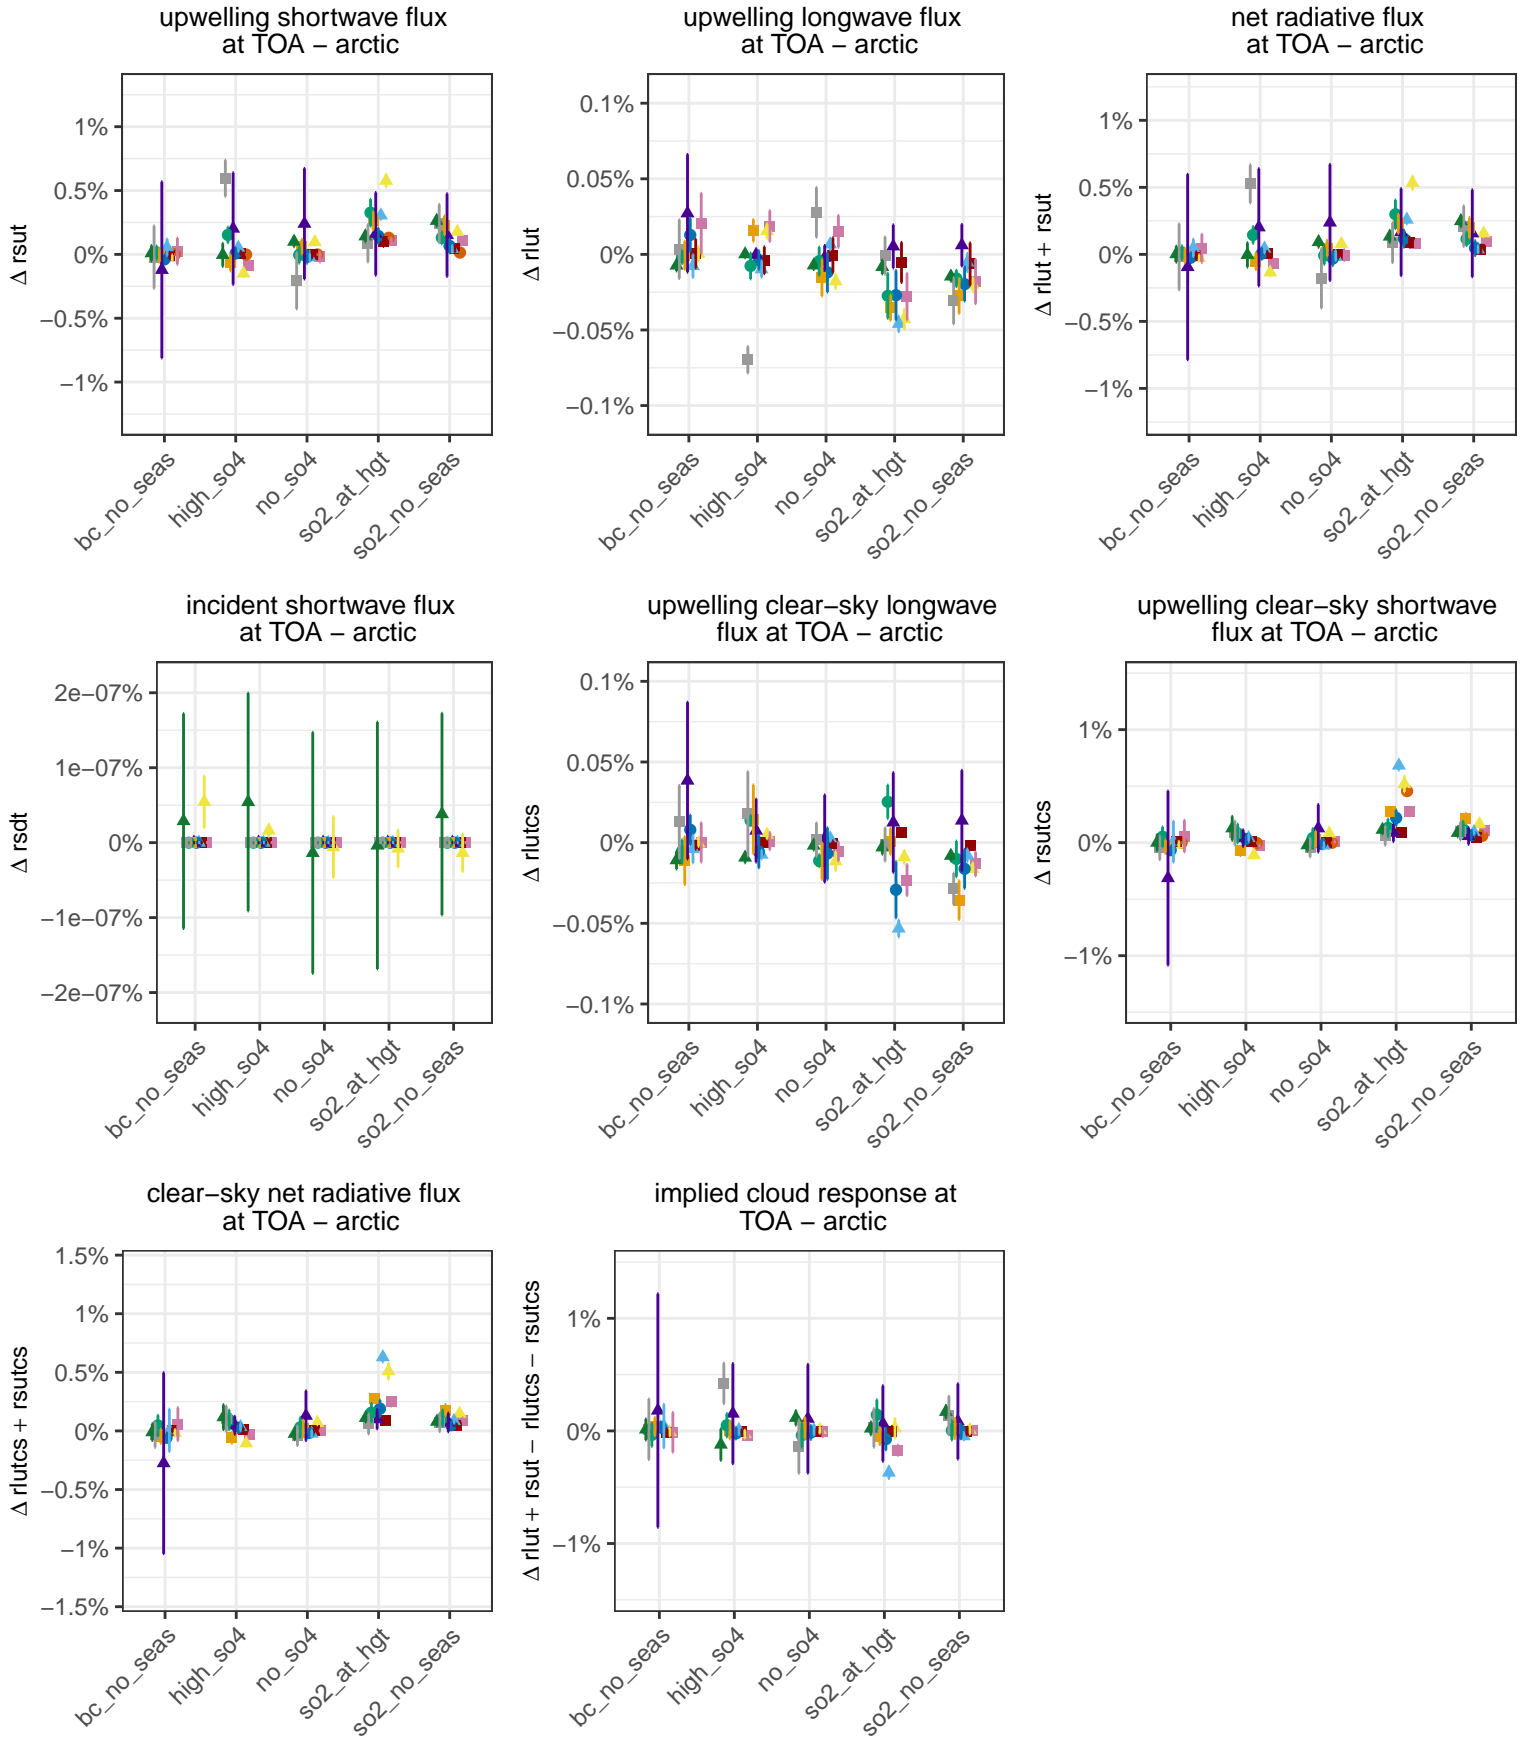 upwelling shortwave flux
at TOA − arctic
Δ rsut
1%
0.5%
0%
−0.5%
−1%
bc_no_seas
high_so4
no_so4
so2_at_hgt
so2_no_seas
upwelling longwave flux
at TOA − arctic
Δ rlut
0.1%
0.05%
0%
−0.05%
−0.1%
bc_no_seas
high_so4
no_so4
so2_at_hgt
so2_no_seas
net radiative flux
at TOA − arctic
Δ rlut + rsut
1%
0.5%
0%
−0.5%
−1%
bc_no_seas
high_so4
no_so4
so2_at_hgt
so2_no_seas
incident shortwave flux
at TOA − arctic
Δ rsdt
2e−07%
1e−07%
0%
−1e−07%
−2e−07%
bc_no_seas
high_so4
no_so4
so2_at_hgt
so2_no_seas
upwelling clear−sky longwave
flux at TOA − arctic
Δ rlutcs
0.1%
0.05%
0%
−0.05%
−0.1%
bc_no_seas
high_so4
no_so4
so2_at_hgt
so2_no_seas
upwelling clear−sky shortwave
flux at TOA − arctic
Δ rsutcs
1%
0%
−1%
bc_no_seas
high_so4
no_so4
so2_at_hgt
so2_no_seas
clear−sky net radiative flux
at TOA − arctic
Δ rlutcs + rsutcs
1.5%
1%
0.5%
0%
−0.5%
−1%
−1.5%
bc_no_seas
high_so4
no_so4
so2_at_hgt
so2_no_seas
implied cloud response at
TOA − arctic
Δ rlut + rsut − rlutcs − rsutcs
1%
0%
−1%
bc_no_seas
high_so4
no_so4
so2_at_hgt
so2_no_seas